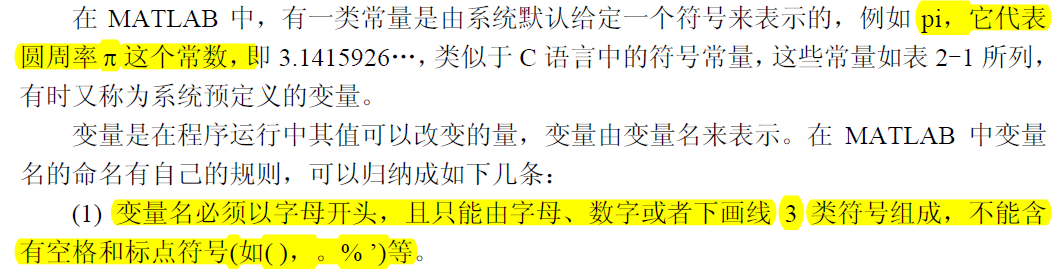 在 MATLAB 中，有一类常量是由系统默认给定一个符号来表示的，例如 pi，它代表
圆周率 π 这个常数，即 3.1415926…，类似于 C 语言中的符号常量，这些常量如表 2-1 所列，
有时又称为系统预定义的变量。
变量是在程序运行中其值可以改变的量，变量由变量名来表示。在 MATLAB 中变量
名的命名有自己的规则，可以归纳成如下几条：
(1) 变量名必须以字母开头，且只能由字母、数字或者下画线 3 类符号组成，不能含
有空格和标点符号(如( )，。% ’)等。